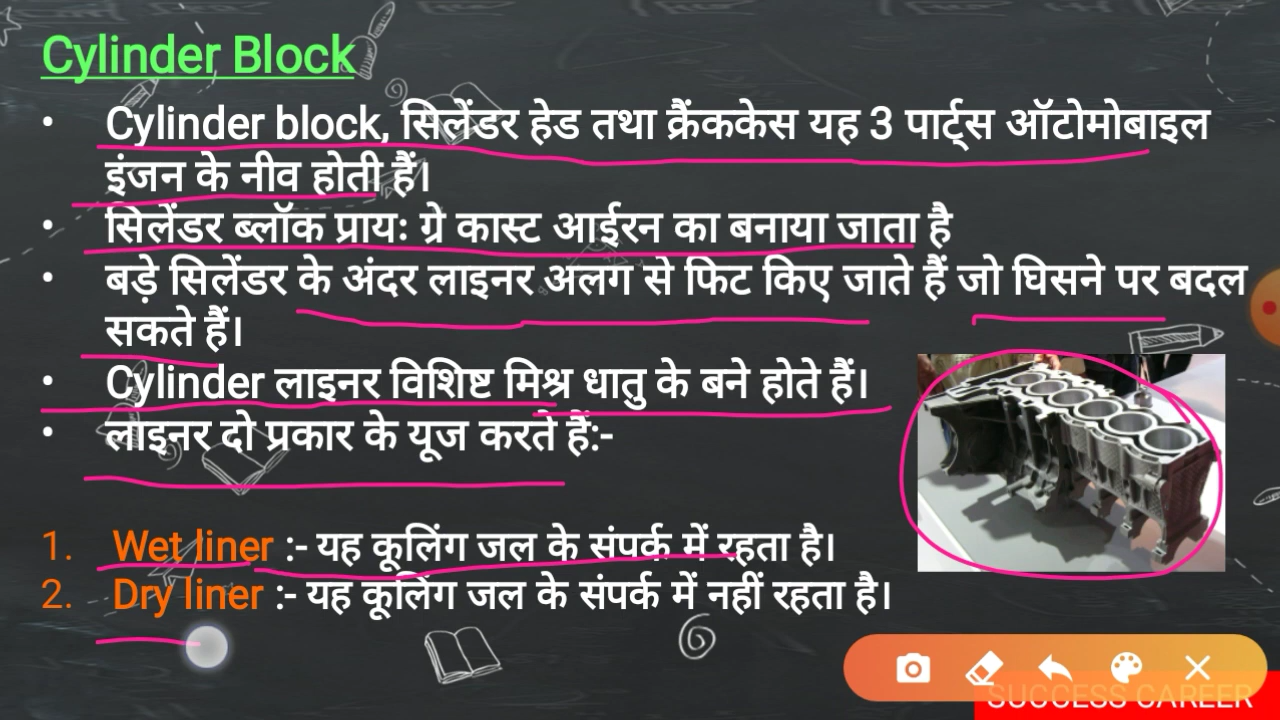 Cylinder Block
• Cylinder block, सिलेंडर हेड तथा क्रैंककेस यह 3 पार्ट्स ऑटोमोबाइल
इंजन के नीव होती हैं।
• सिलेंडर ब्लॉक प्रायः ग्रे कास्ट आईरन का बनाया जाता है
• बड़े सिलेंडर के अंदर लाइनर अलग से फिट किए जाते हैं जो घिसने पर बदल
सकते हैं।
• Cylinder लाइनर विशिष्ट मिश्र धातु के बने होते हैं।
• लाइनर दो प्रकार के यूज करते हैं:-
1. Wet liner :- यह कूलिंग जल के संपर्क में रहता है।
2. Dry liner :- यह कूलिंग जल के संपर्क में नहीं रहता है।
SUCCESS CAREER